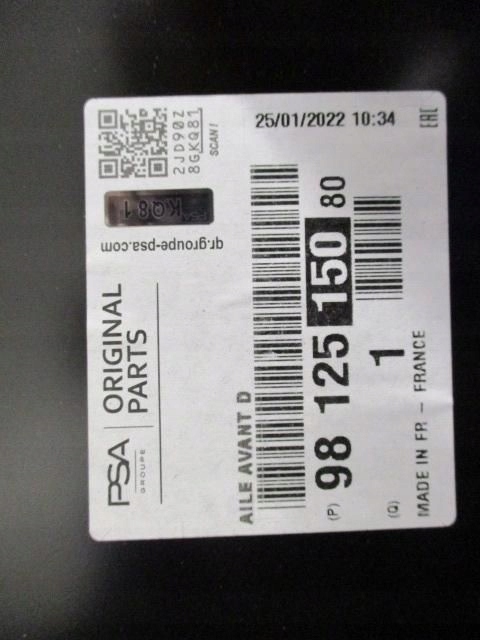 PSA
GROUPE
ORIGINAL
PARTS
qr.groupe-psa.com
KQ81
2JD90Z
8GKQ81
SCAN!
AILE AVANT D
25/01/2022 10:34
(P) 98 125 150 80
(Q) 1
MADE IN FR - FRANCE
EAC